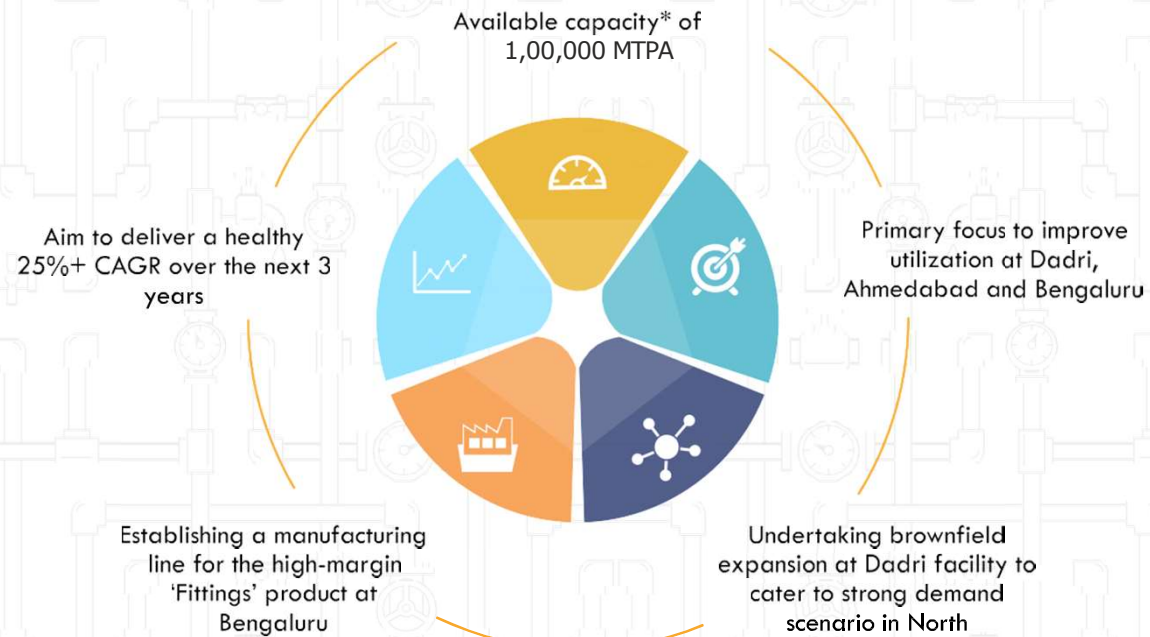 Available capacity* of
1,00,000 MTPA
Primary focus to improve
utilization at Dadri,
Ahmedabad and Bengaluru
Undertaking brownfield
expansion at Dadri facility to
cater to strong demand
scenario in North
Establishing a manufacturing
line for the high-margin
‘Fittings’ product at
Bengaluru
Aim to deliver a healthy
25%+ CAGR over the next 3
years